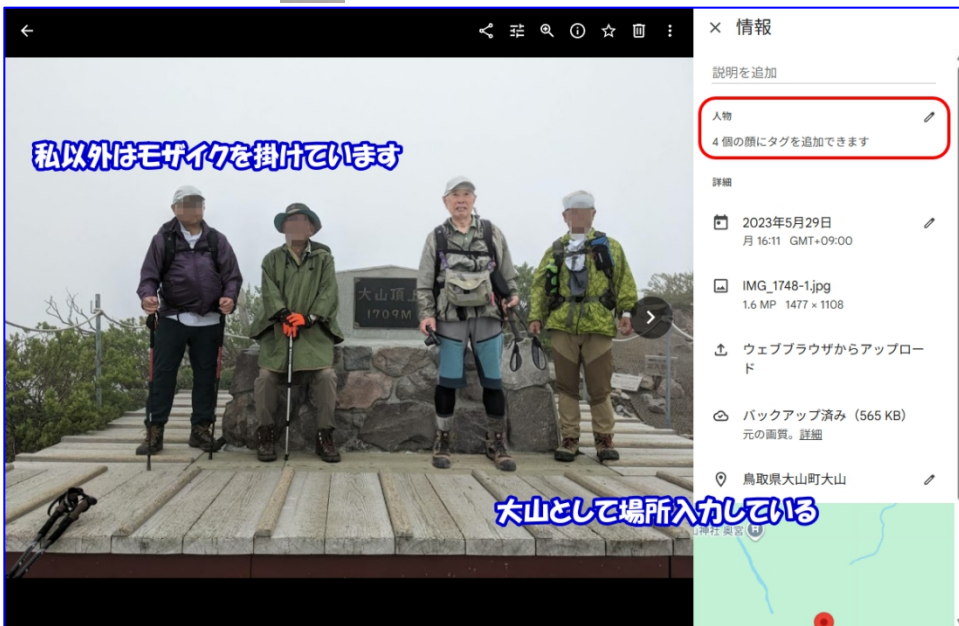 情報
説明を追加
人物
4 個の顔にタグを追加できます
私以外はモザイクを掛けています
詳細
2023年5月29日
月 16:11 GMT+09:00
IMG_1748-1.jpg
1.6 MP 1477 × 1108
大山頂上
1709M
ウェブブラウザからアップロー
ド
バックアップ済み（565 KB）
元の画質。詳細
鳥取県大山町大山
大山として場所入力している
山神社 奥宮